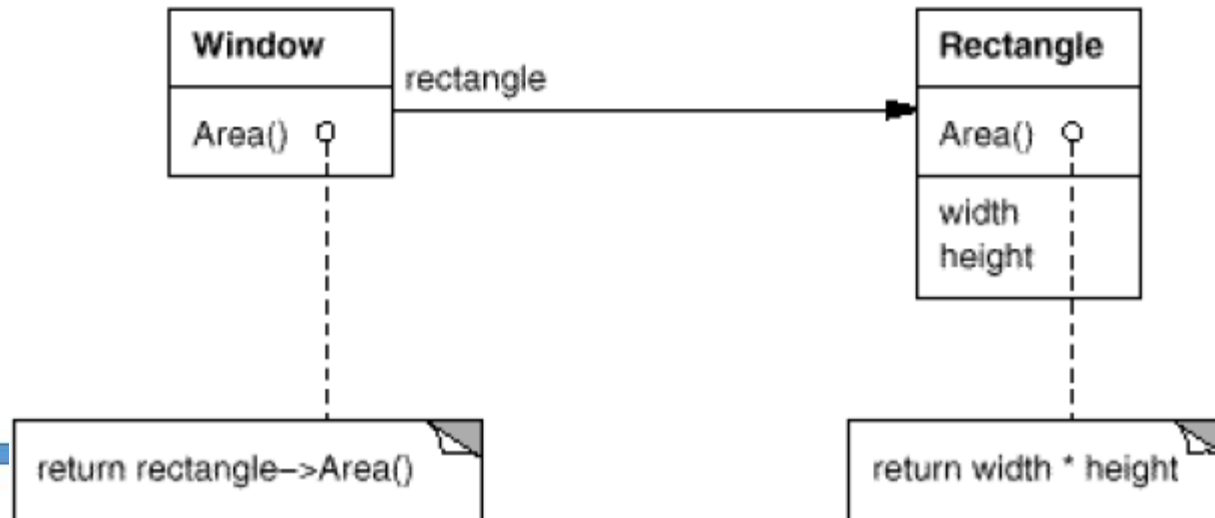 Window
Area()
rectangle
Rectangle
Area()
width
height
return rectangle–>Area()
return width * height